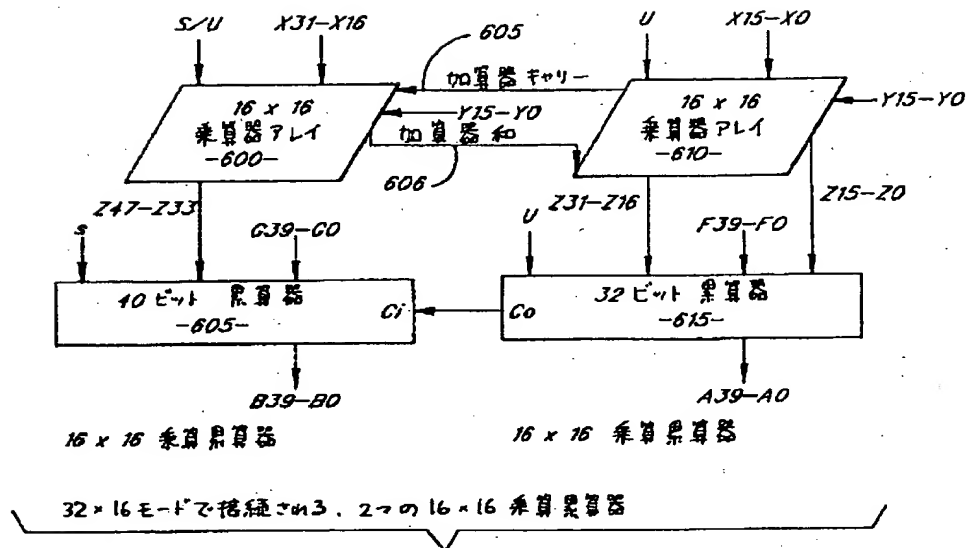 S/U X31-X16 U X15-X0
605
加算器 キャリー
16 x 16
乗算器アレイ
-600-
Y15-Y0
加算器 和
606
16 x 16
乗算器アレイ
-610-
Y15-Y0
Z47-Z33
Z31-Z16
Z15-Z0
S
G39-G0
U
F39-F0
40 ビット 累算器
-605-
Ci
Co
32 ビット 累算器
-615-
B39-B0
A39-A0
16 x 16 乗算累算器
16 x 16 乗算累算器
32×16モードで接続される、2つの16×16 乗算累算器